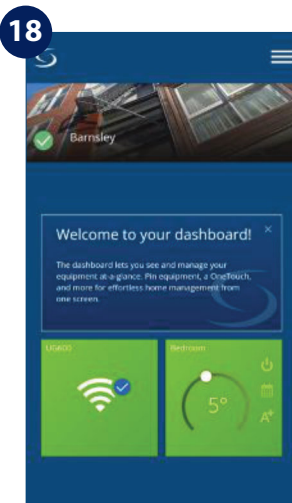 18
Barnsley
Welcome to your dashboard!
The dashboard lets you see and manage your
equipment at-a-glance. Pin equipment, a OneTouch,
and more for effortless home management from
one screen.
UG600
Bedroom
5°